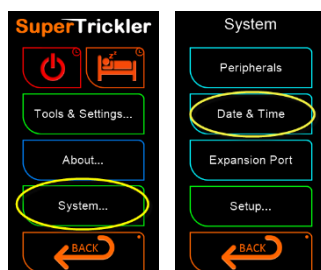 SuperTrickler
Tools & Settings...
About...
System...
BACK
System
Peripherals
Date & Time
Expansion Port
Setup...
BACK